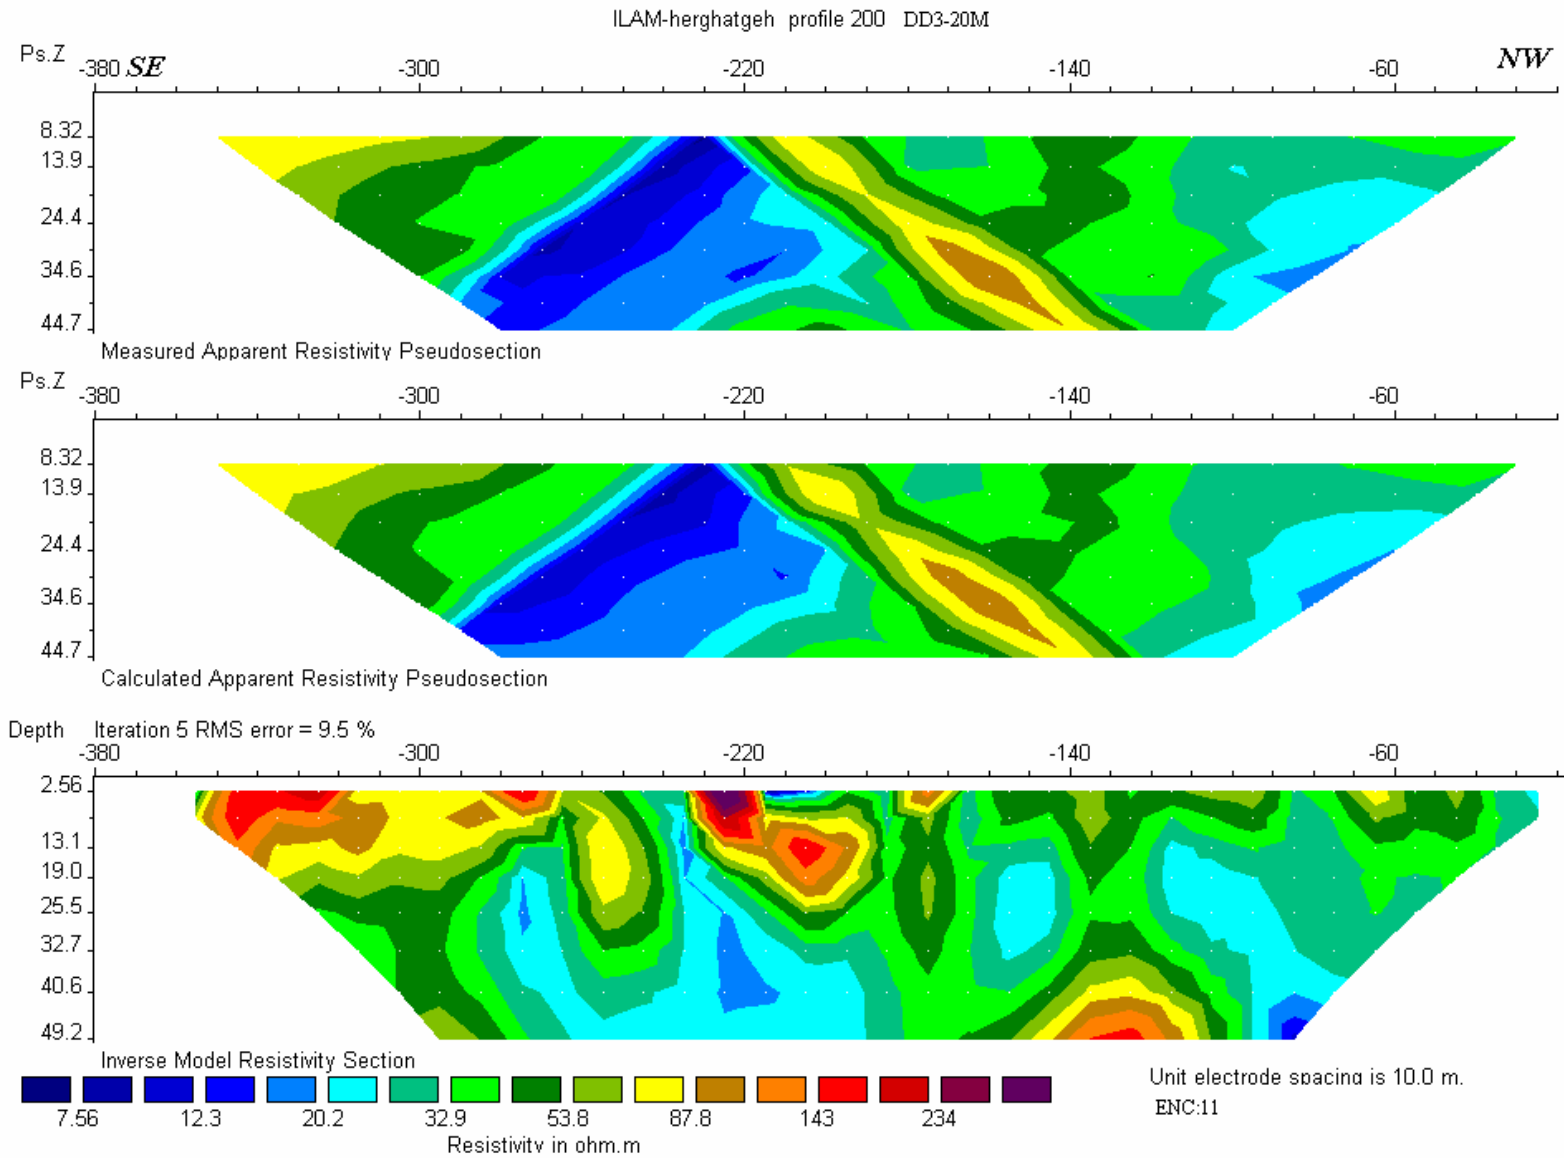 ILAM-herghatgeh profile 200 DD3-20M
Ps.Z -380 SE -300 -220 -140 -60 NW
8.32
13.9
24.4
34.6
44.7
Measured Apparent Resistivity Pseudosection
Ps.Z -380 -300 -220 -140 -60
8.32
13.9
24.4
34.6
44.7
Calculated Apparent Resistivity Pseudosection
Depth Iteration 5 RMS error = 9.5 %
-380 -300 -220 -140 -60
2.56
13.1
19.0
25.5
32.7
40.6
49.2
Inverse Model Resistivity Section
7.56 12.3 20.2 32.9 53.8 87.8 143 234
Resistivity in ohm.m
Unit electrode spacing is 10.0 m.
ENC:11